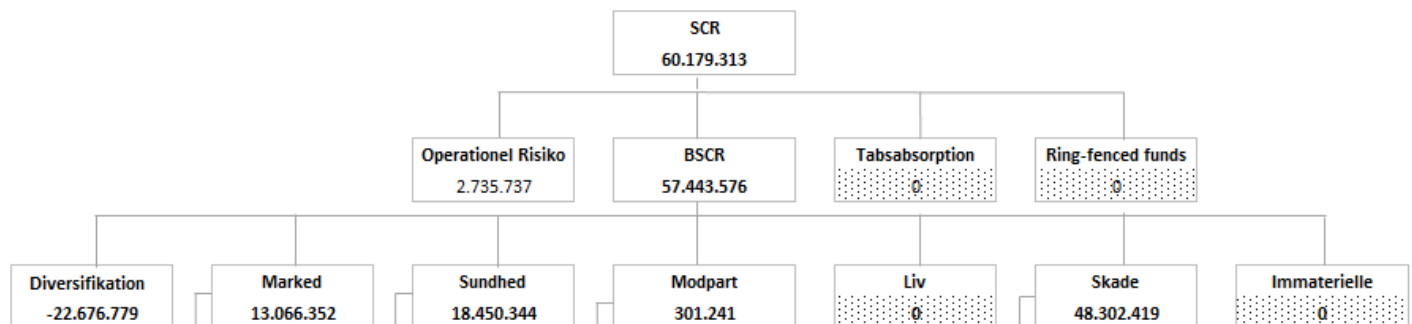 SCR
60.179.313
Operationel Risiko
2.735.737
BSCR
57.443.576
Tabsabsorption
0
Ring-fenced funds
0
Diversifikation
-22.676.779
Marked
13.066.352
Sundhed
18.450.344
Modpart
301.241
Liv
0
Skade
48.302.419
Immaterielle
0